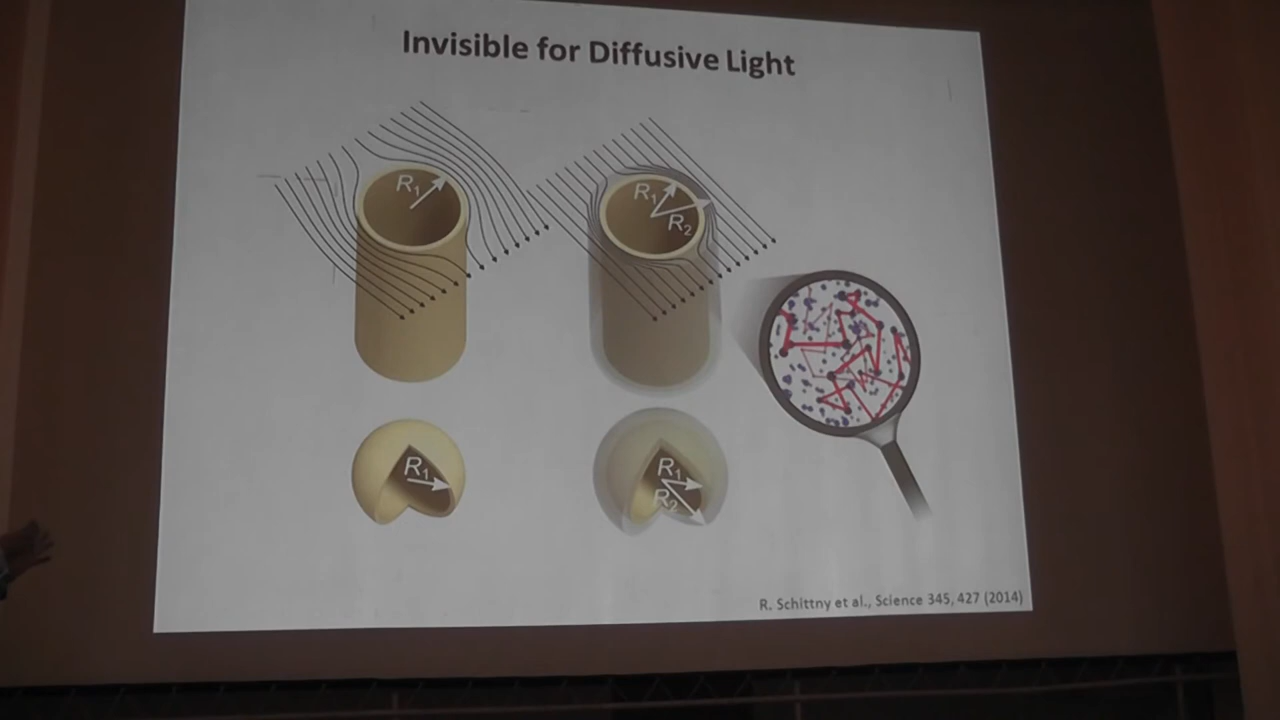 Invisible for Diffusive Light
R1
R1
R2
R1
R1
R2
R. Schittny et al., Science 345, 427 (2014)